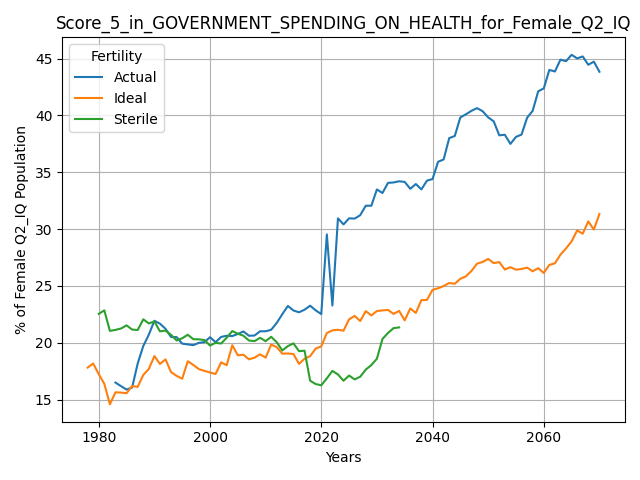 Score_5_in_GOVERNMENT_SPENDING_ON_HEALTH_for_Female_Q2_IQ
Fertility
Actual
Ideal
Sterile
% of Female Q2_IQ Population
45
40
35
30
25
20
15
1980
2000
2020
2040
2060
Years